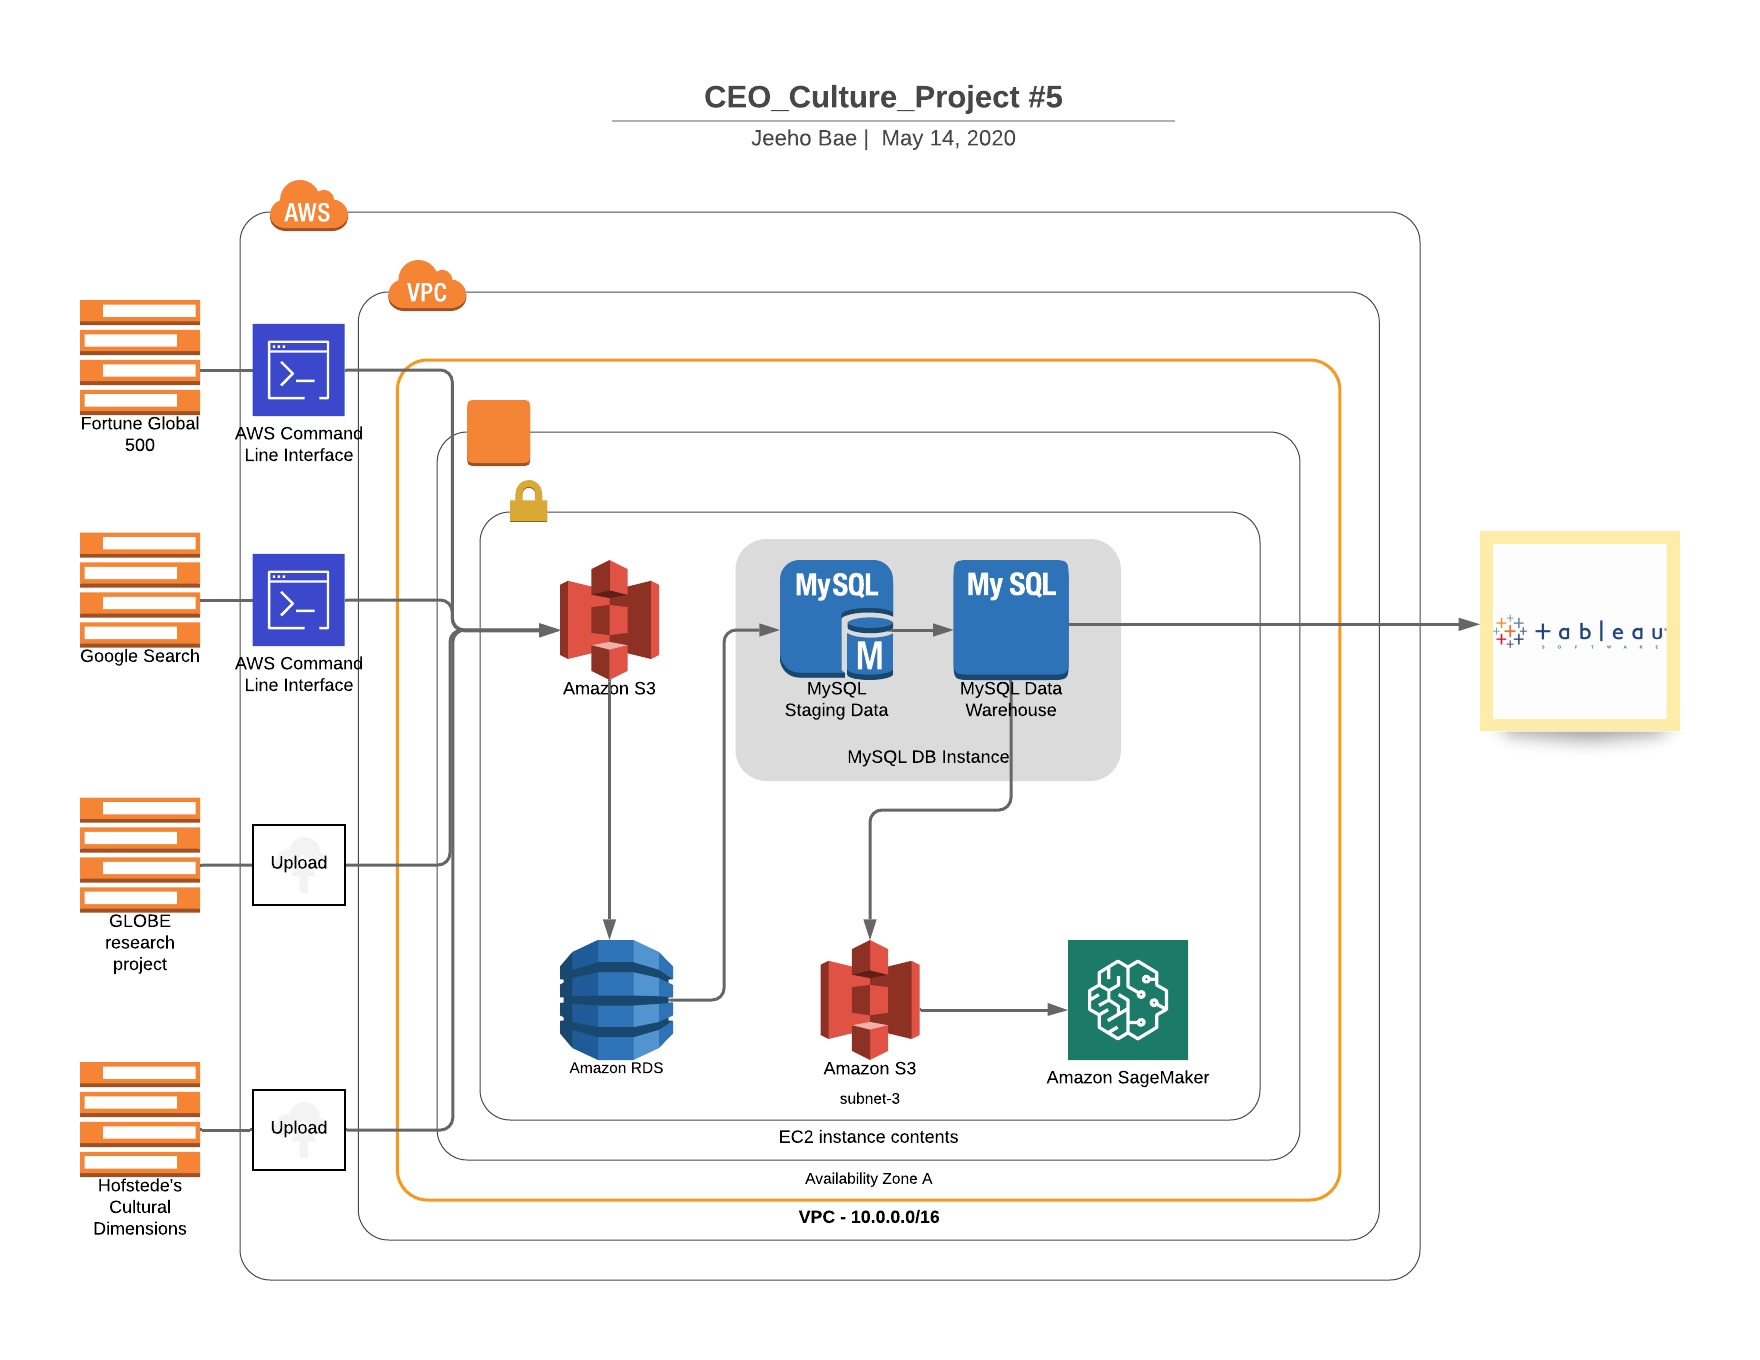 CEO_Culture_Project #5
Jeeho Bae | May 14, 2020
AWS
VPC
Fortune Global
500
AWS Command
Line Interface
Google Search
AWS Command
Line Interface
Amazon S3
MySQL
M
MySQL
Staging Data
My SQL
MySQL Data
Warehouse
MySQL DB Instance
+ableau
SOFTWARE
Upload
GLOBE
research
project
Upload
Hofstede's
Cultural
Dimensions
Amazon RDS
Amazon S3
Amazon SageMaker
subnet-3
EC2 instance contents
Availability Zone A
VPC - 10.0.0.0/16